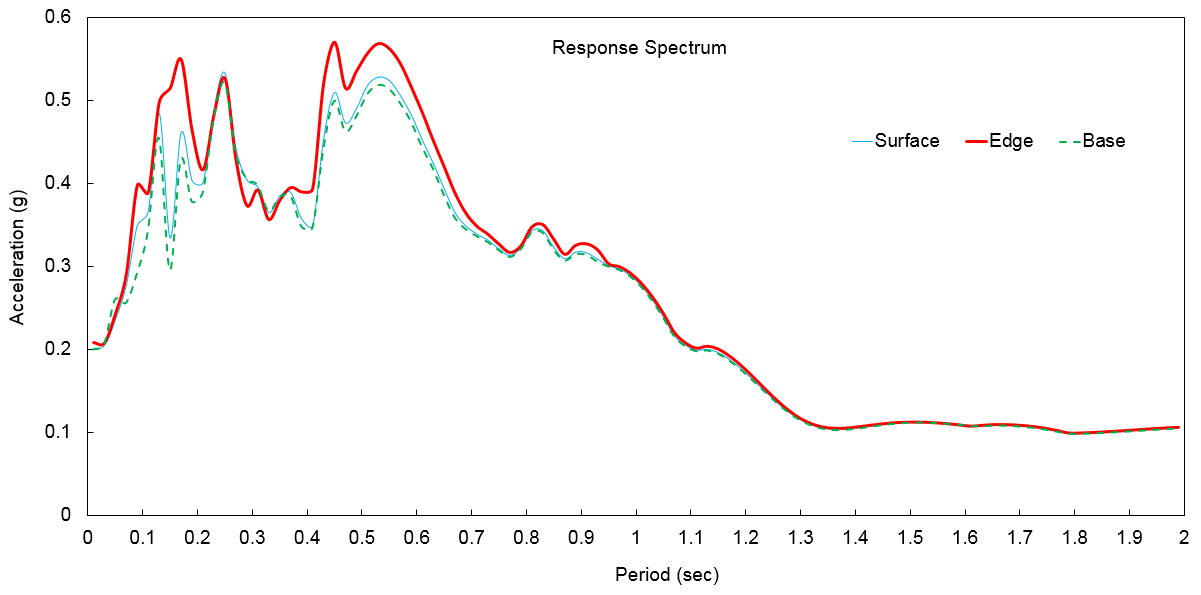 Response Spectrum
Surface Edge Base
Acceleration (g)
0.6
0.5
0.4
0.3
0.2
0.1
0
0 0.1 0.2 0.3 0.4 0.5 0.6 0.7 0.8 0.9 1 1.1 1.2 1.3 1.4 1.5 1.6 1.7 1.8 1.9 2
Period (sec)